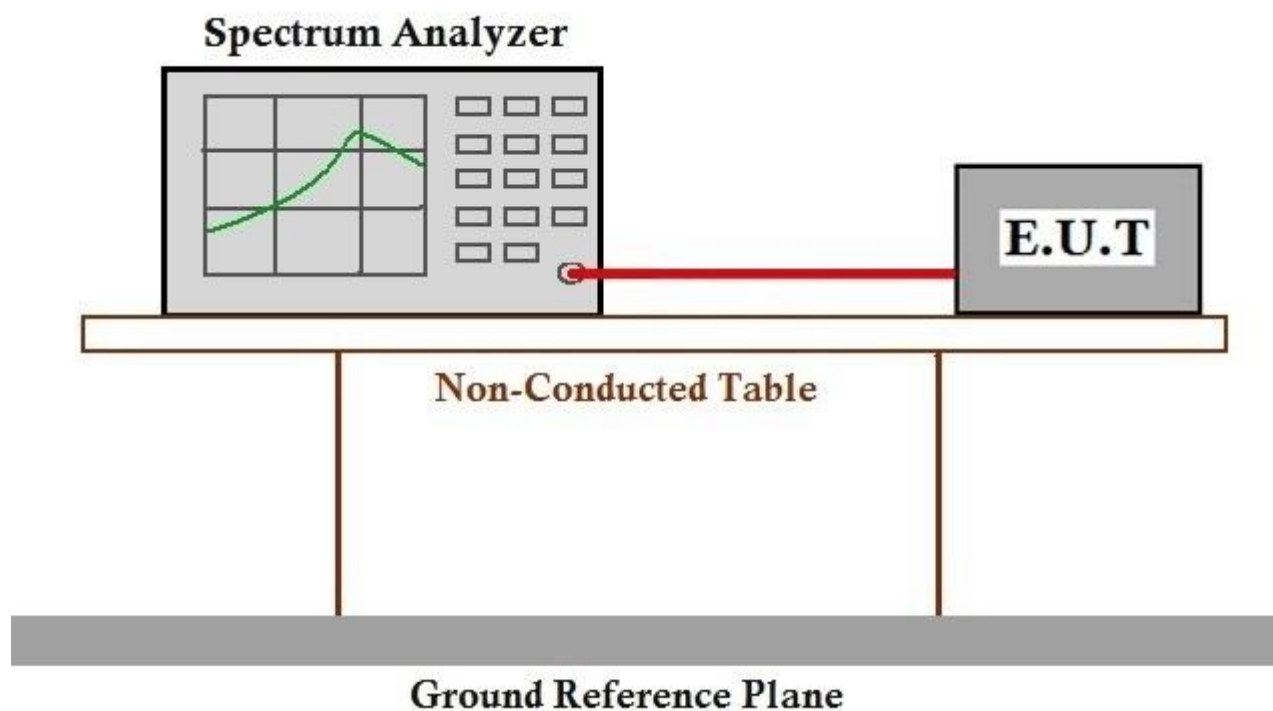 Spectrum Analyzer
E.U.T
Non-Conducted Table
Ground Reference Plane